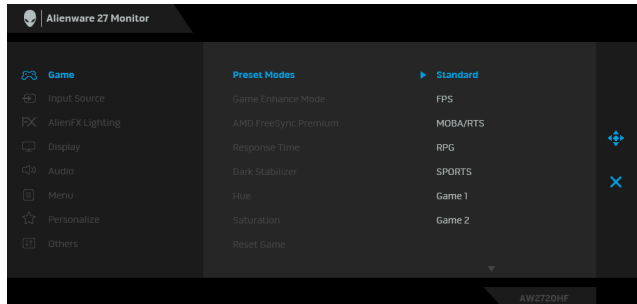 Alienware 27 Monitor
Game
Input Source
AlienFX Lighting
Display
Audio
Menu
Personalize
Others
Preset Modes
Game Enhance Mode
AMD FreeSync Premium
Response Time
Dark Stabilizer
Hue
Saturation
Reset Game
Standard
FPS
MOBA/RTS
RPG
SPORTS
Game 1
Game 2
AW2720HF